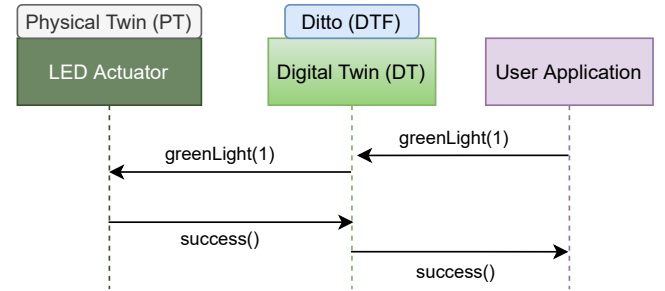 Physical Twin (PT)
Ditto (DTF)
LED Actuator
Digital Twin (DT)
User Application
greenLight(1)
greenLight(1)
success()
success()